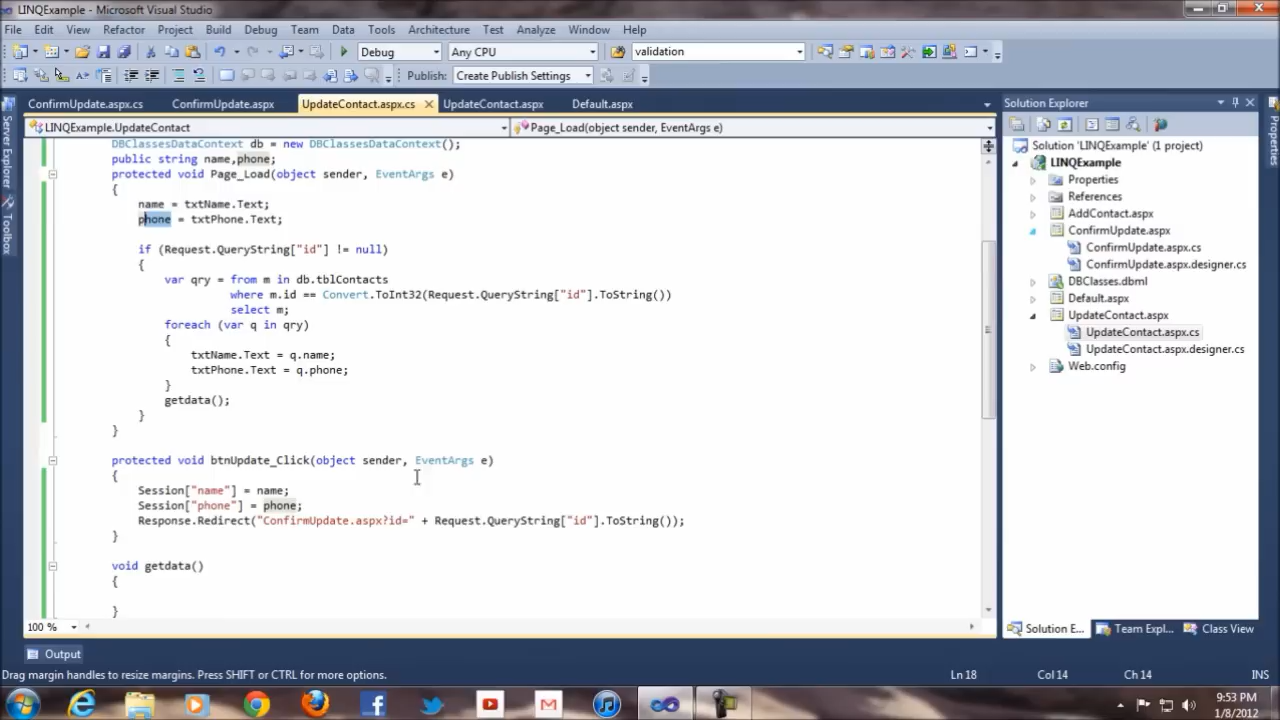 LINQExample - Microsoft Visual Studio
File Edit View Refactor Project Build Debug Team Data Tools Architecture Test Analyze Window Help
Debug Any CPU validation
Publish: Create Publish Settings
ConfirmUpdate.aspx.cs ConfirmUpdate.aspx UpdateContact.aspx.cs UpdateContact.aspx Default.aspx
LINQExample.UpdateContact Page_Load(object sender, EventArgs e)
DBClassesDataContext db = new DBClassesDataContext();
public string name,phone;
protected void Page_Load(object sender, EventArgs e)
{
name = txtName.Text;
phone = txtPhone.Text;
if (Request.QueryString["id"] != null)
{
var qry = from m in db.tblContacts
where m.id == Convert.ToInt32(Request.QueryString["id"].ToString())
select m;
foreach (var q in qry)
{
txtName.Text = q.name;
txtPhone.Text = q.phone;
}
getdata();
}
}
protected void btnUpdate_Click(object sender, EventArgs e)
{
Session["name"] = name;
Session["phone"] = phone;
Response.Redirect("ConfirmUpdate.aspx?id=" + Request.QueryString["id"].ToString());
}
void getdata()
{
}
100 %
Server Explorer
Toolbox
Solution Explorer
Solution 'LINQExample' (1 project)
LINQExample
Properties
References
AddContact.aspx
ConfirmUpdate.aspx
ConfirmUpdate.aspx.cs
ConfirmUpdate.aspx.designer.cs
DBClasses.dbml
Default.aspx
UpdateContact.aspx
UpdateContact.aspx.cs
UpdateContact.aspx.designer.cs
Web.config
Solution E... Team Expl... Class View
Properties
Output
Drag margin handles to resize margins. Press SHIFT or CTRL for more options. Ln 18 Col 14 Ch 14 INS
9:53 PM
1/8/2012